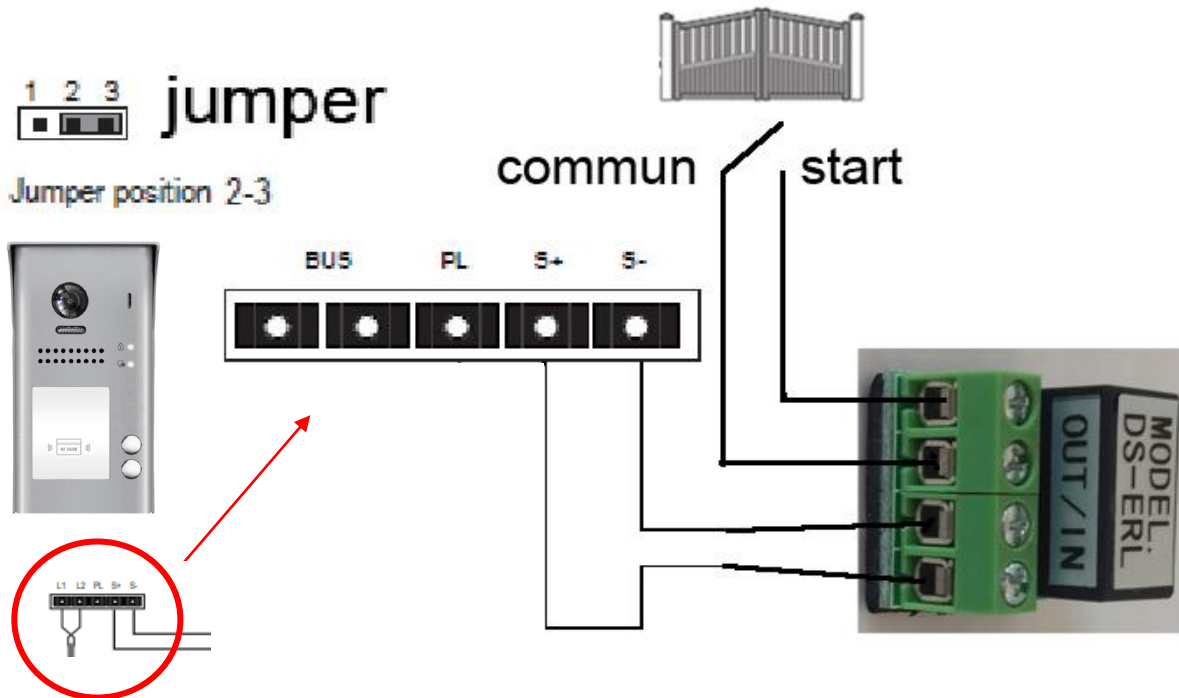 1 2 3
jumper
Jumper position 2-3
commun
start
BUS PL S+ S-
L1 L2 PL S+ S-
MODEL:
DS-ERL
OUT/IN